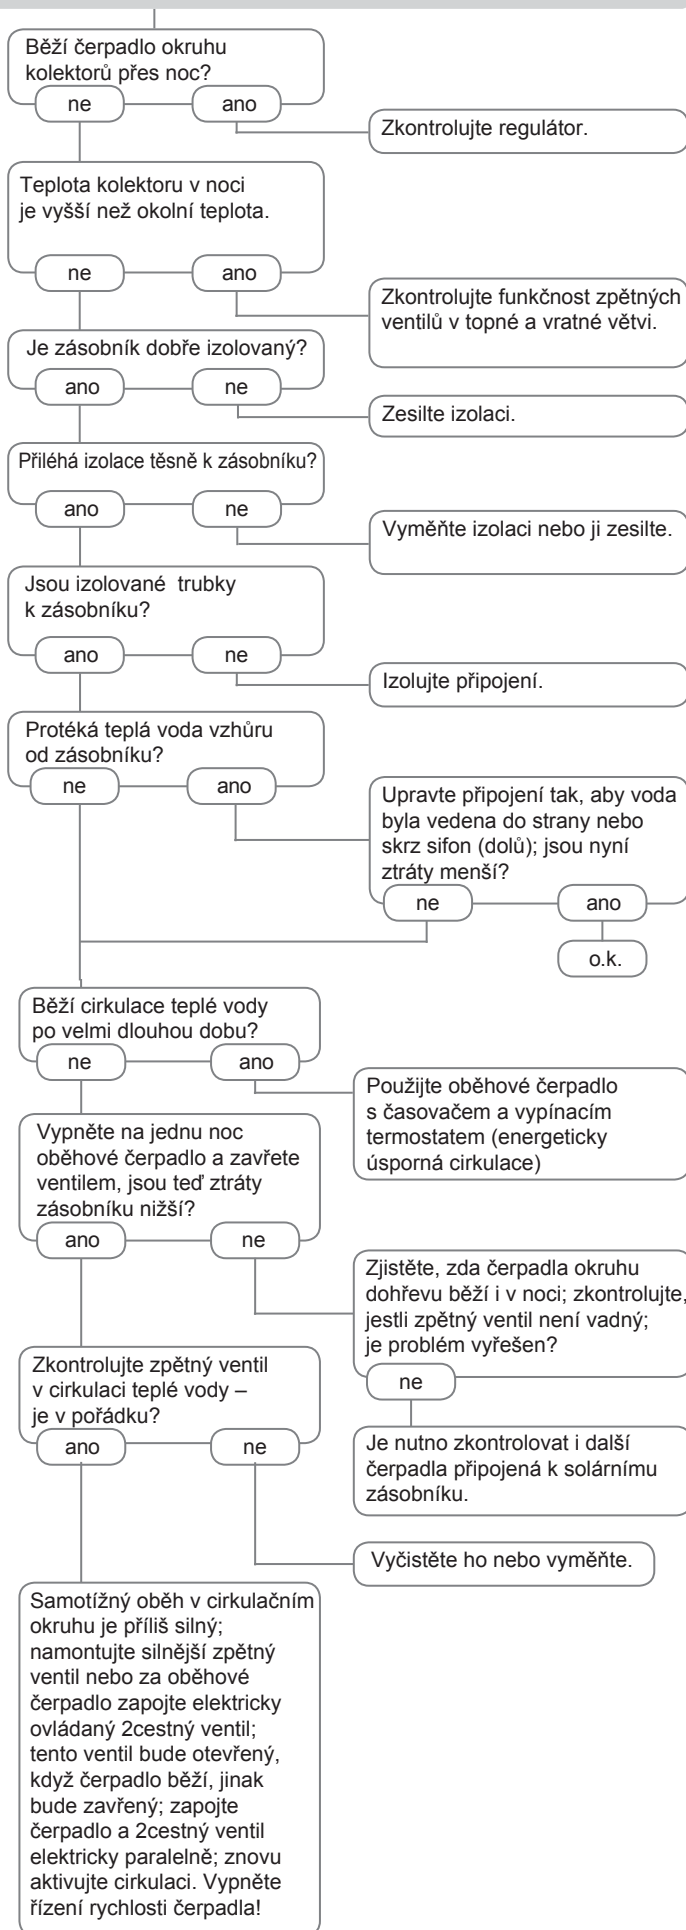 Běží čerpadlo okruhu
kolektorů přes noc?
ne
ano
Zkontrolujte regulátor.
Teplota kolektoru v noci
je vyšší než okolní teplota.
ne
ano
Zkontrolujte funkčnost zpětných
ventilů v topné a vratné větvi.
Je zásobník dobře izolovaný?
ano
ne
Zesilte izolaci.
Přiléhá izolace těsně k zásobníku?
ano
ne
Vyměňte izolaci nebo ji zesilte.
Jsou izolované trubky
k zásobníku?
ano
ne
Izolujte připojení.
Protéká teplá voda vzhůru
od zásobníku?
ne
ano
Upravte připojení tak, aby voda
byla vedena do strany nebo
skrz sifon (dolů); jsou nyní
ztráty menší?
ne
ano
o.k.
Běží cirkulace teplé vody
po velmi dlouhou dobu?
ne
ano
Použijte oběhové čerpadlo
s časovačem a vypínacím
termostatem (energeticky
úsporná cirkulace)
Vypněte na jednu noc
oběhové čerpadlo a zavřete
ventilem, jsou teď ztráty
zásobníku nižší?
ano
ne
Zjistěte, zda čerpadla okruhu
dohřevu běží i v noci; zkontrolujte,
jestli zpětný ventil není vadný;
je problém vyřešen?
ne
Je nutno zkontrolovat i další
čerpadla připojená k solárnímu
zásobníku.
Zkontrolujte zpětný ventil
v cirkulaci teplé vody –
je v pořádku?
ano
ne
Vyčistěte ho nebo vyměňte.
Samotížný oběh v cirkulačním
okruhu je příliš silný;
namontujte silnější zpětný
ventil nebo za oběhové
čerpadlo zapojte elektricky
ovládaný 2cestný ventil;
tento ventil bude otevřený,
když čerpadlo běží, jinak
bude zavřený; zapojte
čerpadlo a 2cestný ventil
elektricky paralelně; znovu
aktivujte cirkulaci. Vypněte
řízení rychlosti čerpadla!